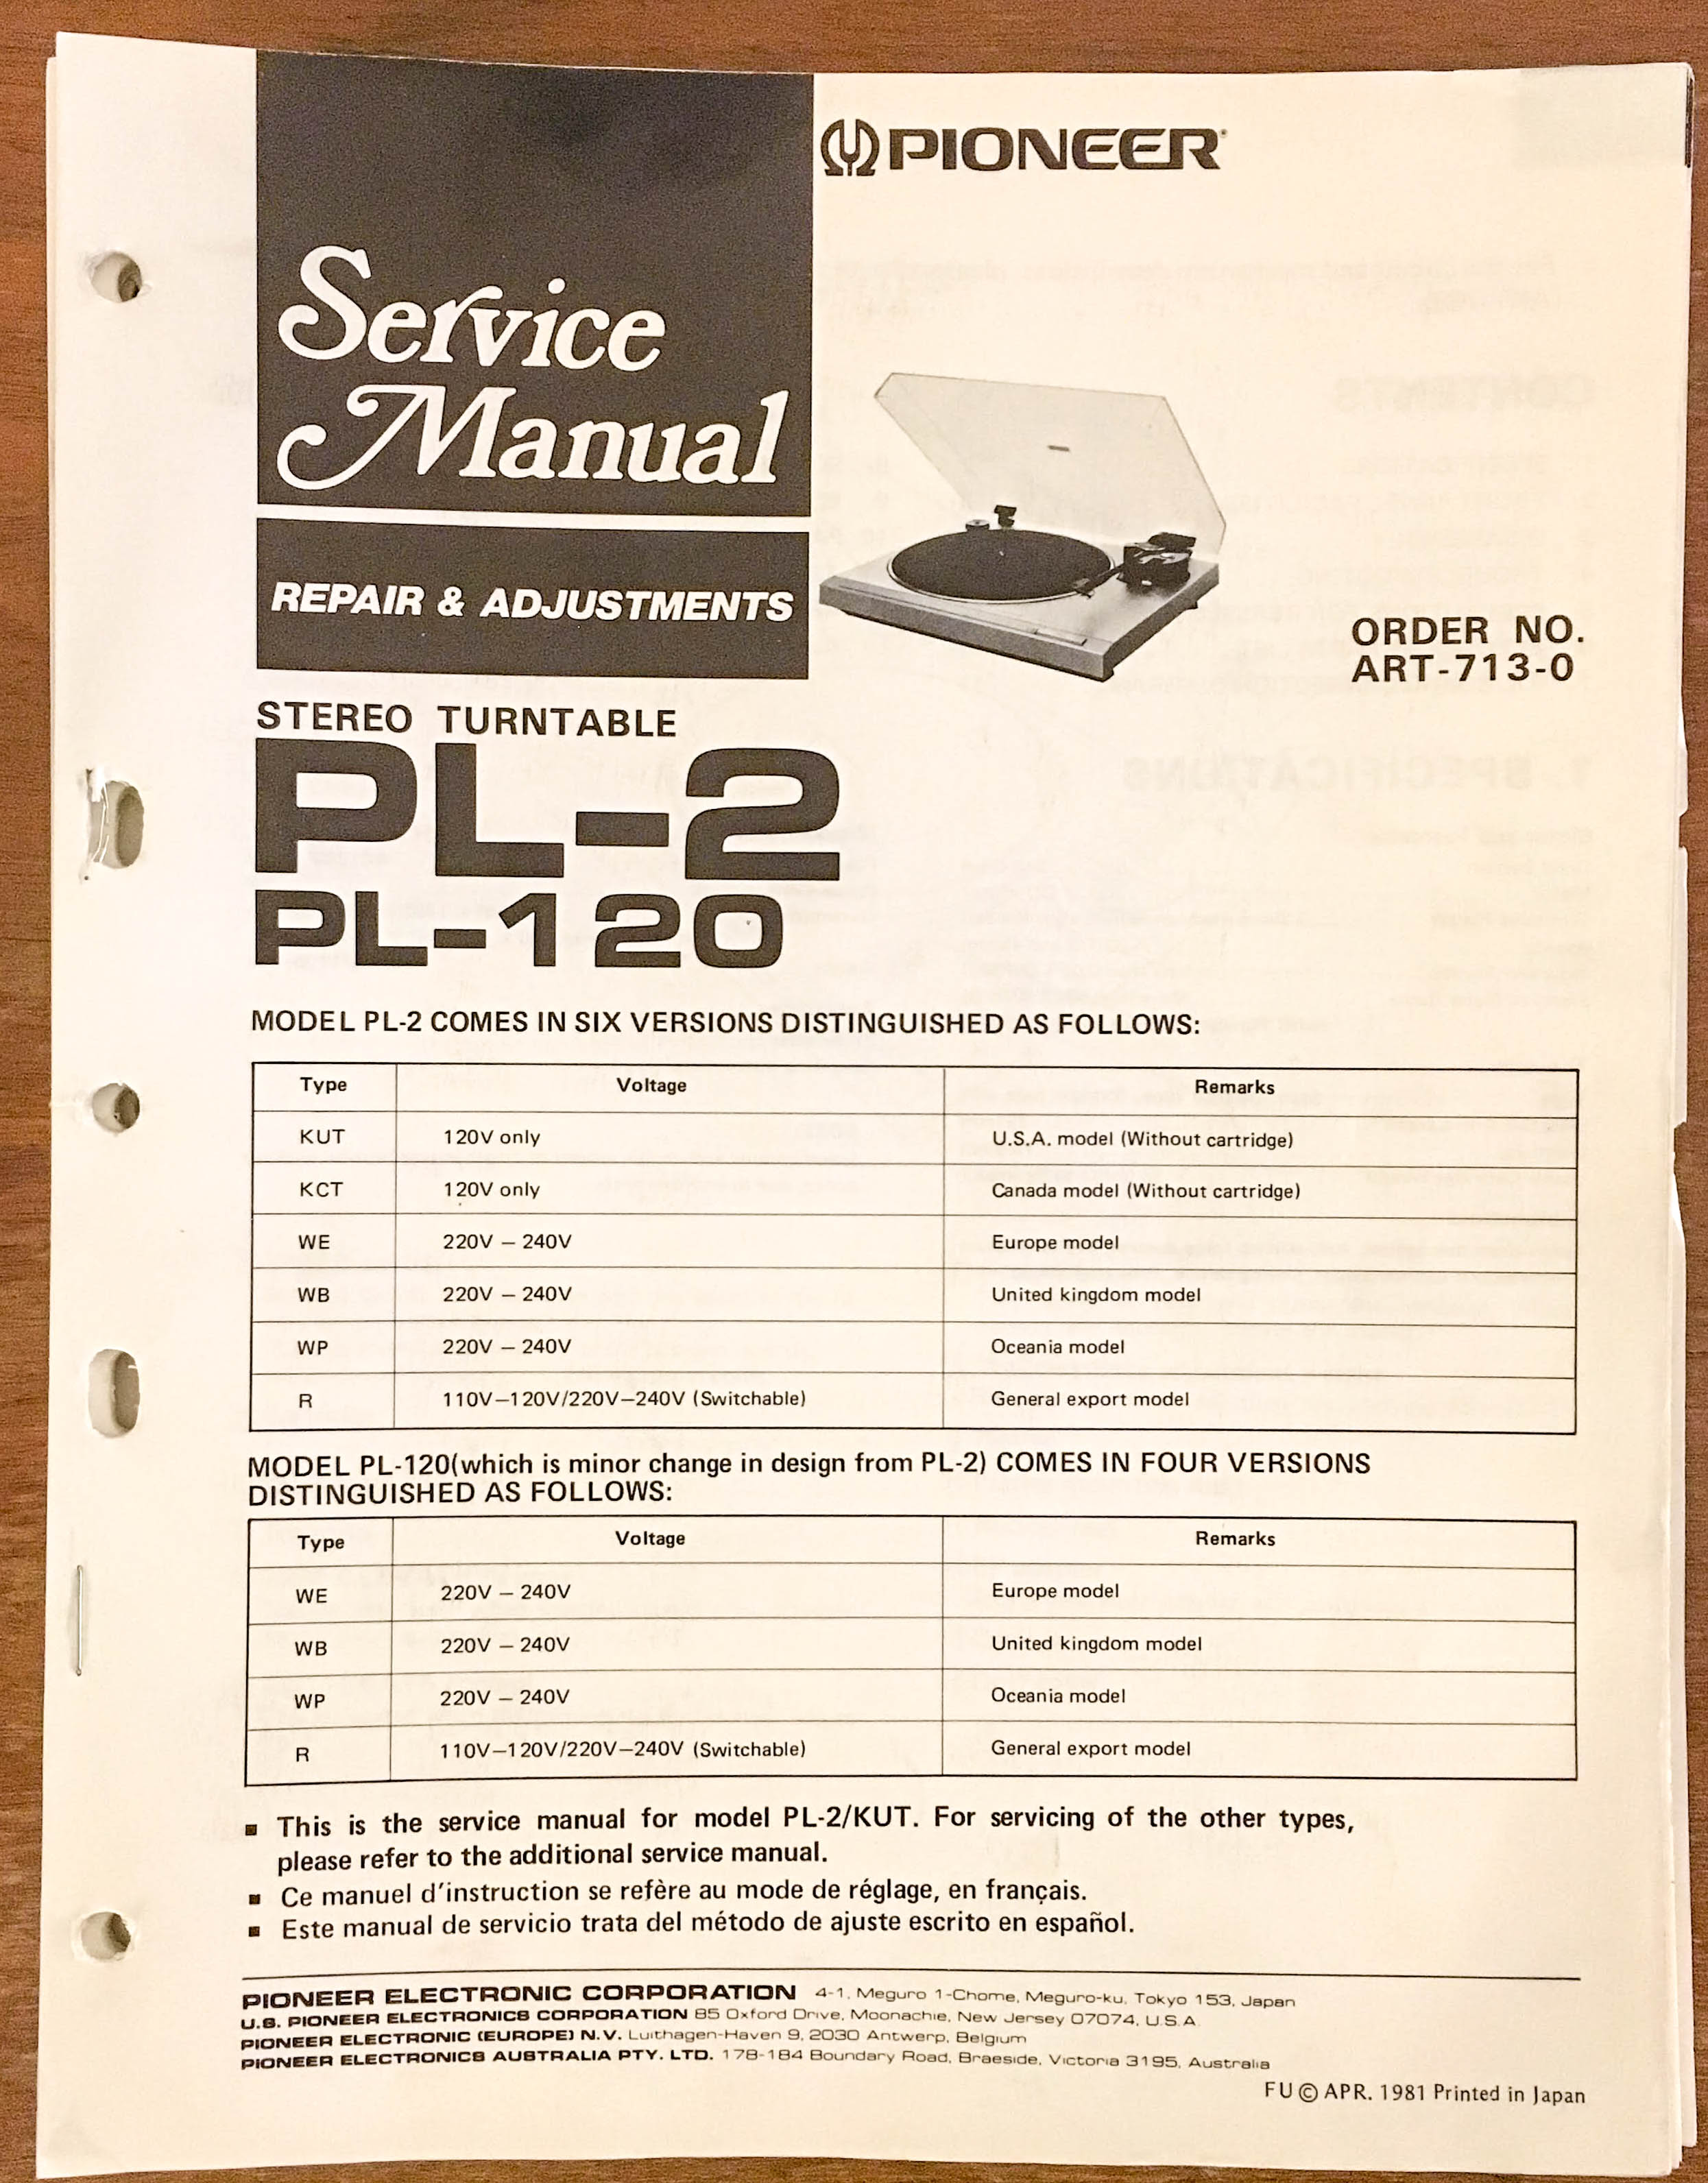 PIONEER
Service
Manual
REPAIR & ADJUSTMENTS
ORDER NO.
ART-713-0
STEREO TURNTABLE
PL-2
PL-120
MODEL PL-2 COMES IN SIX VERSIONS DISTINGUISHED AS FOLLOWS:
Type Voltage Remarks
KUT 120V only U.S.A. model (Without cartridge)
KCT 120V only Canada model (Without cartridge)
WE 220V – 240V Europe model
WB 220V – 240V United kingdom model
WP 220V – 240V Oceania model
R 110V–120V/220V–240V (Switchable) General export model
MODEL PL-120(which is minor change in design from PL-2) COMES IN FOUR VERSIONS
DISTINGUISHED AS FOLLOWS:
Type Voltage Remarks
WE 220V – 240V Europe model
WB 220V – 240V United kingdom model
WP 220V – 240V Oceania model
R 110V–120V/220V–240V (Switchable) General export model
■ This is the service manual for model PL-2/KUT. For servicing of the other types,
please refer to the additional service manual.
■ Ce manuel d'instruction se refère au mode de réglage, en français.
■ Este manual de servicio trata del método de ajuste escrito en español.
PIONEER ELECTRONIC CORPORATION 4-1, Meguro 1-Chome, Meguro-ku, Tokyo 153, Japan
U.S. PIONEER ELECTRONICS CORPORATION 85 Oxford Drive, Moonachie, New Jersey 07074, U.S.A.
PIONEER ELECTRONIC (EUROPE) N.V. Luithagen-Haven 9, 2030 Antwerp, Belgium
PIONEER ELECTRONICS AUSTRALIA PTY. LTD. 178-184 Boundary Road, Braeside, Victoria 3195, Australia
FU © APR. 1981 Printed in Japan